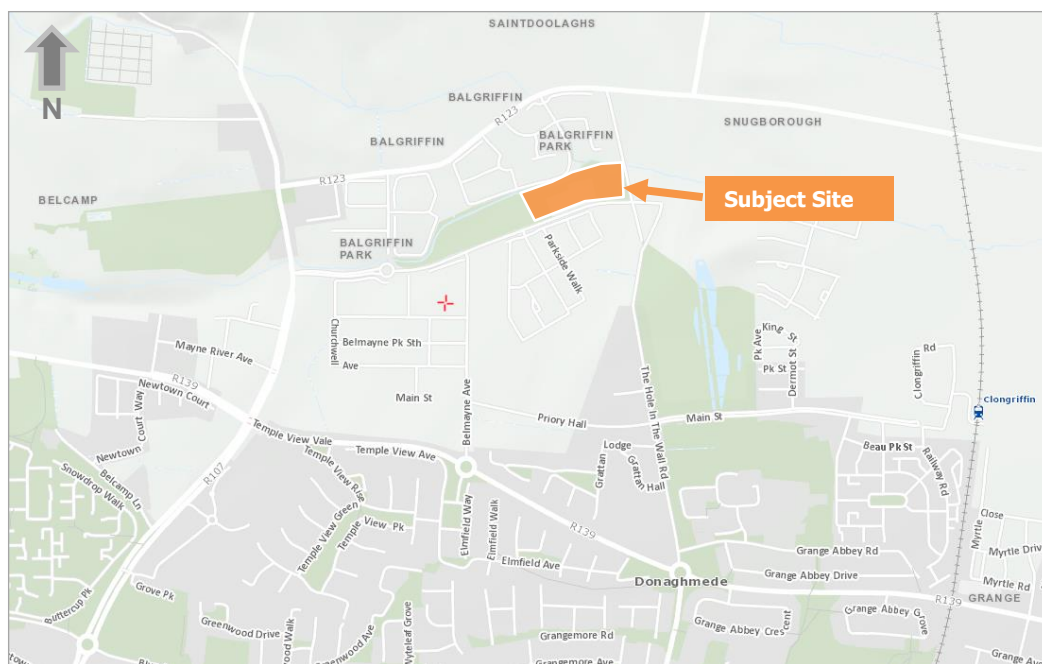 SAINTDOOLAGHS
N
BALGRIFFIN
R123
SNUGBOROUGH
BALGRIFFIN
BALGRIFFIN
PARK
R123
BELCAMP
Subject Site
BALGRIFFIN
PARK
Parkside Walk
Churchwell
Ave
Belmayne Pk Sth
Mayne River Ave
King St
Pk Ave
Pk St
Dermot St
Clongriffin Rd
Clongriffin
R139
Newtown Court
Newtown Court Way
Main St
Belmayne Ave
Priory Hall
The Hole In The Wall Rd
Main St
Temple View Vale
Temple View Ave
Beau Pk St
Railway Rd
Lodge
Grattan
Grattan Hall
Snowdrop Walk
Belcamp Ln
R107
Temple View Rise
Temple View Green
Temple View Pk
Elmfield Way
Elmfield Walk
R139
Elmfield Ave
Myrtle
Close
Myrtle Driv
Myrtle Rd
Grange Abbey Rd
Grange Abbey Drive
Donaghmede
GRANGE
R139
Grange Abbey Grove
Grange Abbey Crescent
Buttercup Pk
Grove Pk
Greenwood Drive
Greenwood Ave
Grangemore Rd
Grangemore Ave